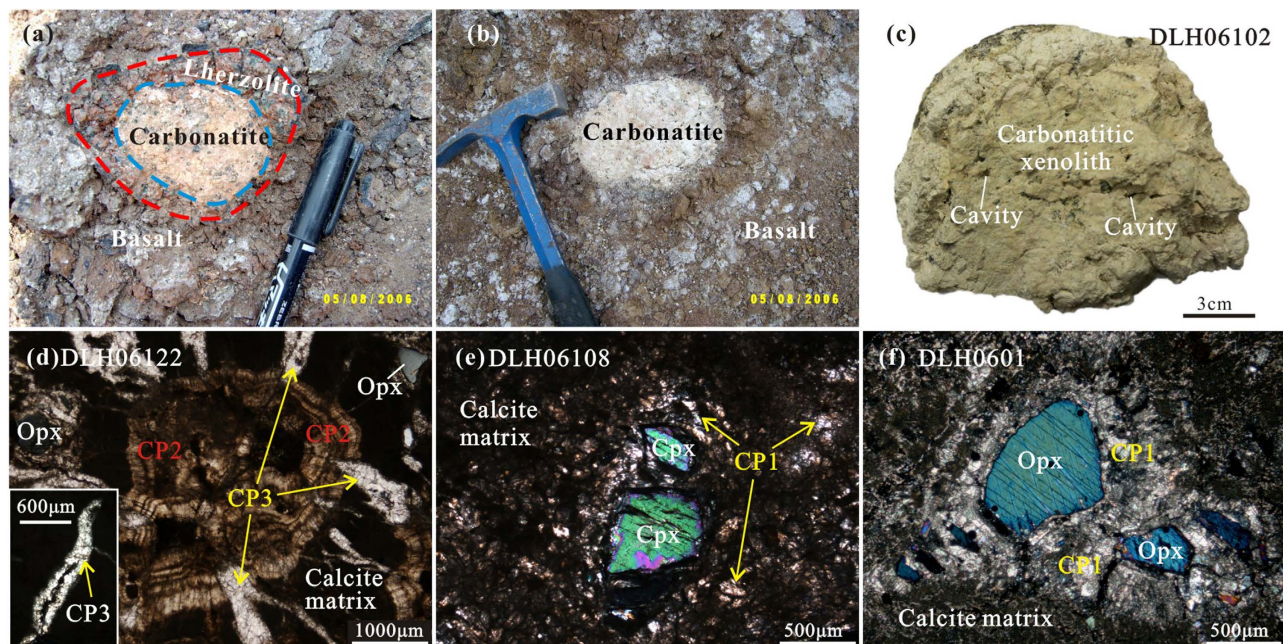 (a)
Lherzolite
Carbonatite
Basalt
05/08/2006
(b)
Carbonatite
Basalt
05/08/2006
(c)
DLH06102
Carbonatitic
xenolith
Cavity
Cavity
3cm
(d) DLH06122
Opx
Opx
CP2
CP2
CP3
600μm
CP3
Calcite
matrix
1000μm
(e) DLH06108
Calcite
matrix
Cpx
CP1
Cpx
500μm
(f) DLH0601
Opx
CP1
Opx
CP1
Calcite matrix
500μm